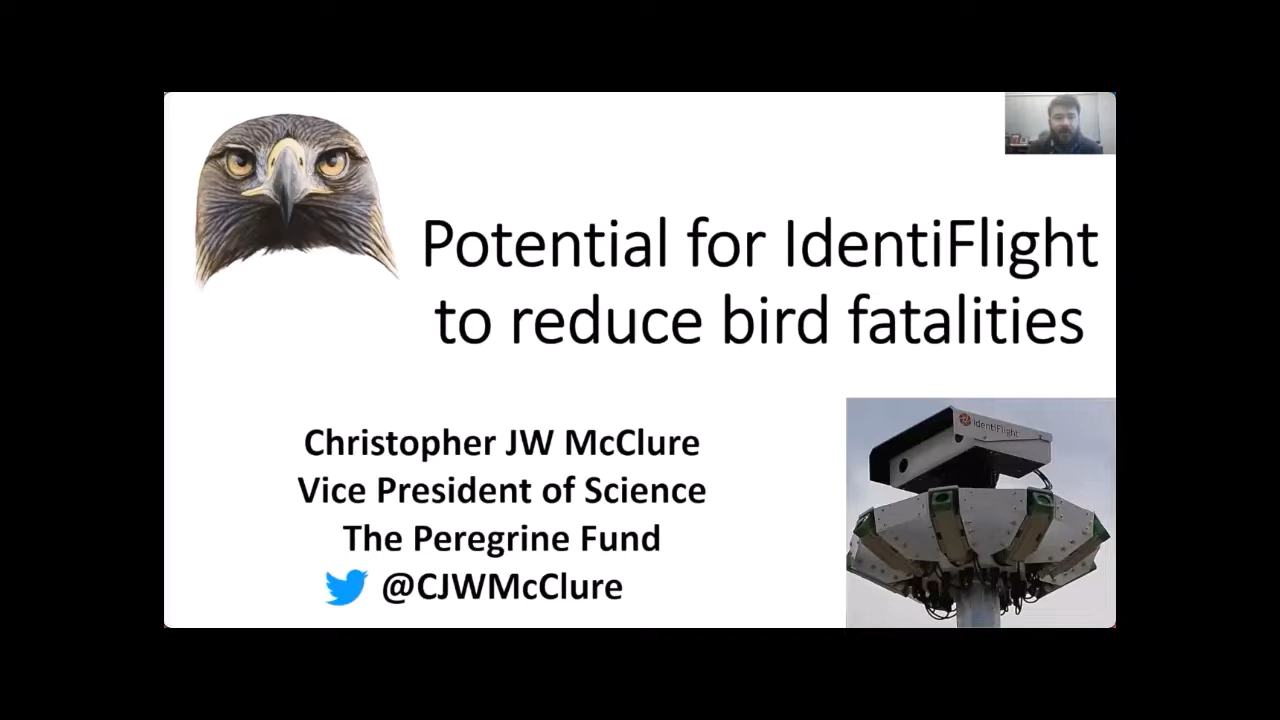 Potential for IdentiFlight
to reduce bird fatalities
Christopher JW McClure
Vice President of Science
The Peregrine Fund
@CJWMcClure
IdentiFlight